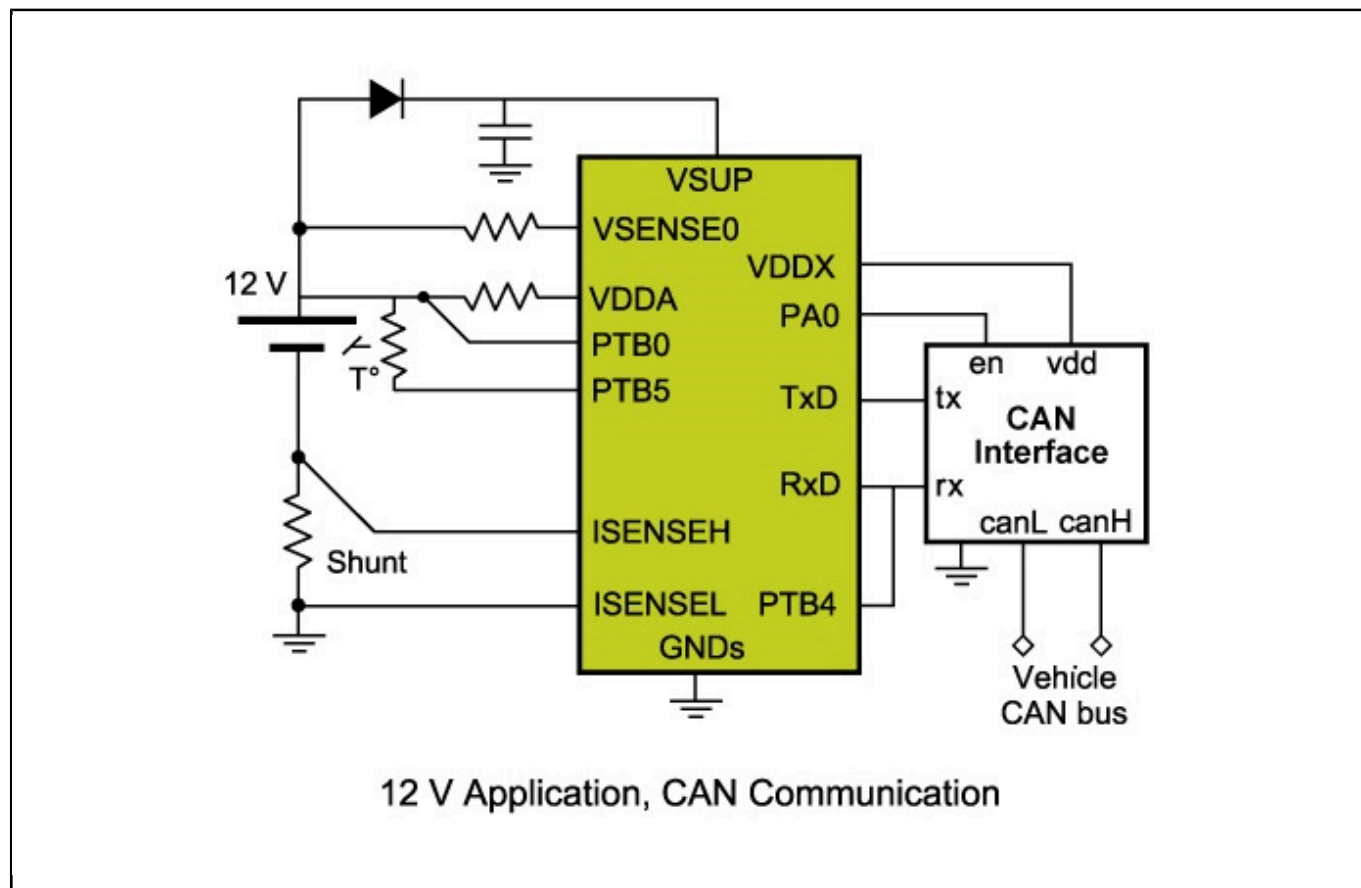 VSUP
VSENSE0
VDDX
12 V
VDDA
PA0
PTB0
en vdd
T°
PTB5
TxD
tx
CAN
Interface
RxD
rx
canL canH
ISENSEH
Shunt
ISENSEL
PTB4
GNDs
Vehicle
CAN bus
12 V Application, CAN Communication